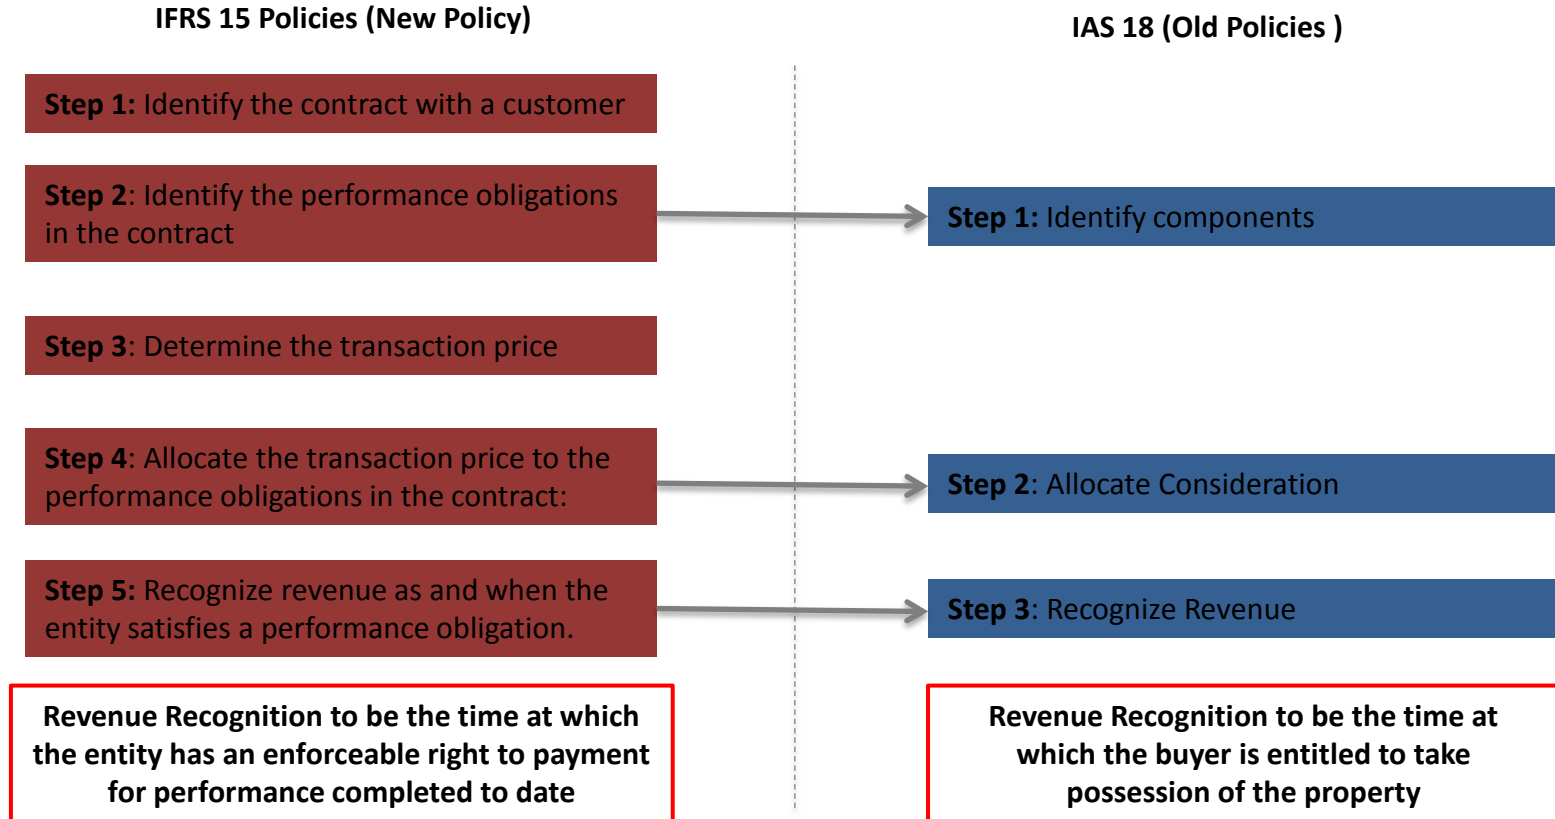 IFRS 15 Policies (New Policy)
IAS 18 (Old Policies )
Step 1: Identify the contract with a customer
Step 2: Identify the performance obligations
in the contract
Step 1: Identify components
Step 3: Determine the transaction price
Step 4: Allocate the transaction price to the
performance obligations in the contract:
Step 2: Allocate Consideration
Step 5: Recognize revenue as and when the
entity satisfies a performance obligation.
Step 3: Recognize Revenue
Revenue Recognition to be the time at which
the entity has an enforceable right to payment
for performance completed to date
Revenue Recognition to be the time at
which the buyer is entitled to take
possession of the property